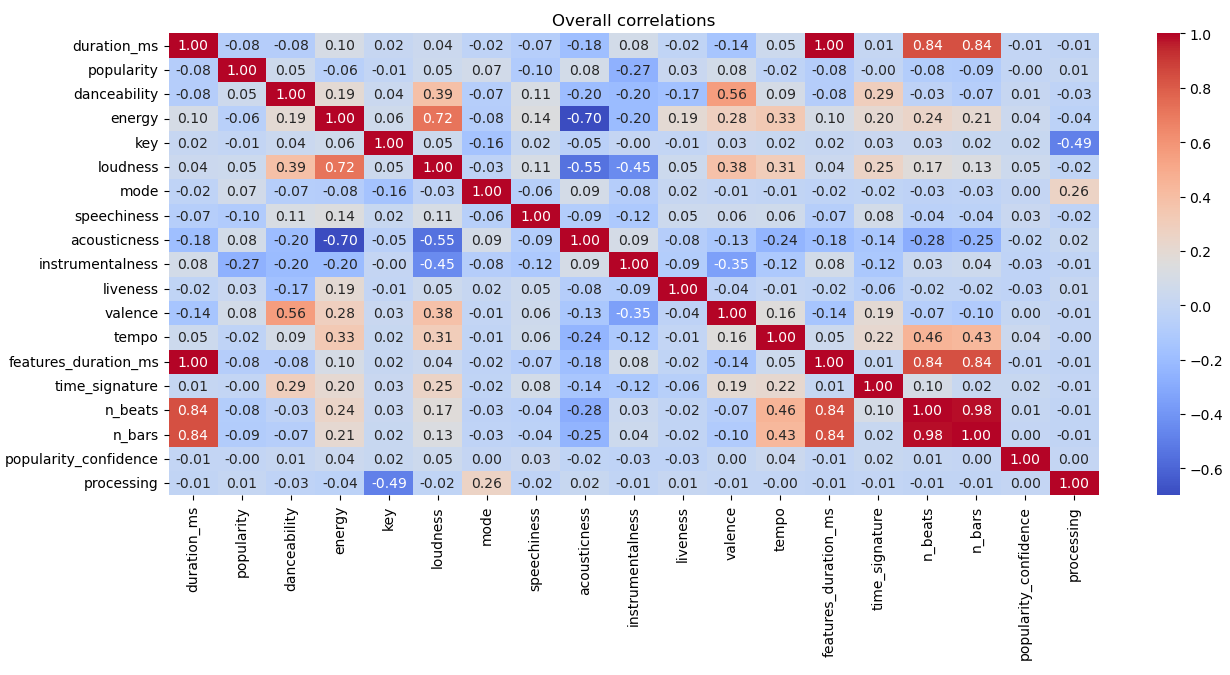 Overall correlations
duration_ms 1.00 -0.08 -0.08 0.10 0.02 0.04 -0.02 -0.07 -0.18 0.08 -0.02 -0.14 0.05 1.00 0.01 0.84 0.84 -0.01 -0.01
popularity -0.08 1.00 0.05 -0.06 -0.01 0.05 0.07 -0.10 0.08 -0.27 0.03 0.08 -0.02 -0.08 -0.00 -0.08 -0.09 -0.00 0.01
danceability -0.08 0.05 1.00 0.19 0.04 0.39 -0.07 0.11 -0.20 -0.20 -0.17 0.56 0.09 -0.08 0.29 -0.03 -0.07 0.01 -0.03
energy 0.10 -0.06 0.19 1.00 0.06 0.72 -0.08 0.14 -0.70 -0.20 0.19 0.28 0.33 0.10 0.20 0.24 0.21 0.04 -0.04
key 0.02 -0.01 0.04 0.06 1.00 0.05 -0.16 0.02 -0.05 -0.00 -0.01 0.03 0.02 0.02 0.03 0.03 0.02 0.02 -0.49
loudness 0.04 0.05 0.39 0.72 0.05 1.00 -0.03 0.11 -0.55 -0.45 0.05 0.38 0.31 0.04 0.25 0.17 0.13 0.05 -0.02
mode -0.02 0.07 -0.07 -0.08 -0.16 -0.03 1.00 -0.06 0.09 -0.08 0.02 -0.01 -0.01 -0.02 -0.02 -0.03 -0.03 0.00 0.26
speechiness -0.07 -0.10 0.11 0.14 0.02 0.11 -0.06 1.00 -0.09 -0.12 0.05 0.06 0.06 -0.07 0.08 -0.04 -0.04 0.03 -0.02
acousticness -0.18 0.08 -0.20 -0.70 -0.05 -0.55 0.09 -0.09 1.00 0.09 -0.08 -0.13 -0.24 -0.18 -0.14 -0.28 -0.25 -0.02 0.02
instrumentalness 0.08 -0.27 -0.20 -0.20 -0.00 -0.45 -0.08 -0.12 0.09 1.00 -0.09 -0.35 -0.12 0.08 -0.12 0.03 0.04 -0.03 -0.01
liveness -0.02 0.03 -0.17 0.19 -0.01 0.05 0.02 0.05 -0.08 -0.09 1.00 -0.04 -0.01 -0.02 -0.06 -0.02 -0.02 -0.03 0.01
valence -0.14 0.08 0.56 0.28 0.03 0.38 -0.01 0.06 -0.13 -0.35 -0.04 1.00 0.16 -0.14 0.19 -0.07 -0.10 0.00 -0.01
tempo 0.05 -0.02 0.09 0.33 0.02 0.31 -0.01 0.06 -0.24 -0.12 -0.01 0.16 1.00 0.05 0.22 0.46 0.43 0.04 -0.00
features_duration_ms 1.00 -0.08 -0.08 0.10 0.02 0.04 -0.02 -0.07 -0.18 0.08 -0.02 -0.14 0.05 1.00 0.01 0.84 0.84 -0.01 -0.01
time_signature 0.01 -0.00 0.29 0.20 0.03 0.25 -0.02 0.08 -0.14 -0.12 -0.06 0.19 0.22 0.01 1.00 0.10 0.02 0.02 -0.01
n_beats 0.84 -0.08 -0.03 0.24 0.03 0.17 -0.03 -0.04 -0.28 0.03 -0.02 -0.07 0.46 0.84 0.10 1.00 0.98 0.01 -0.01
n_bars 0.84 -0.09 -0.07 0.21 0.02 0.13 -0.03 -0.04 -0.25 0.04 -0.02 -0.10 0.43 0.84 0.02 0.98 1.00 0.00 -0.01
popularity_confidence -0.01 -0.00 0.01 0.04 0.02 0.05 0.00 0.03 -0.02 -0.03 -0.03 0.00 0.04 -0.01 0.02 0.01 0.00 1.00 0.00
processing -0.01 0.01 -0.03 -0.04 -0.49 -0.02 0.26 -0.02 0.02 -0.01 0.01 -0.01 -0.00 -0.01 -0.01 -0.01 -0.01 0.00 1.00
duration_ms
popularity
danceability
energy
key
loudness
mode
speechiness
acousticness
instrumentalness
liveness
valence
tempo
features_duration_ms
time_signature
n_beats
n_bars
popularity_confidence
processing
1.0
0.8
0.6
0.4
0.2
0.0
−0.2
−0.4
−0.6